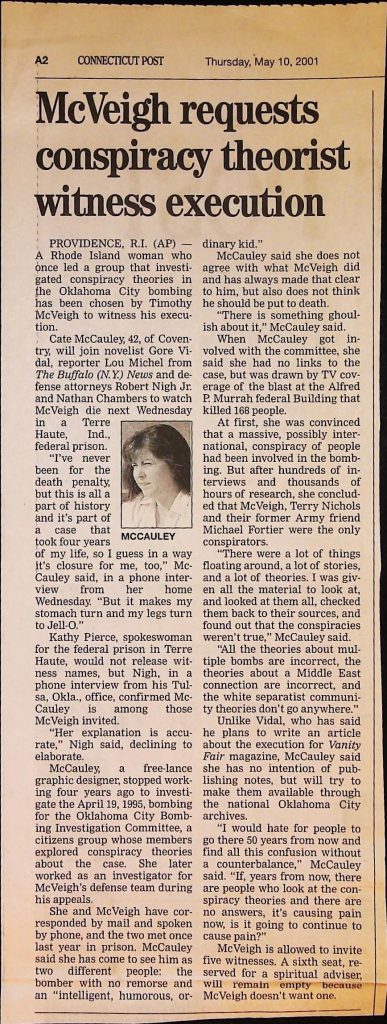 A2 CONNECTICUT POST Thursday, May 10, 2001
McVeigh requests
conspiracy theorist
witness execution
PROVIDENCE, R.I. (AP) —
A Rhode Island woman who
once led a group that investi-
gated conspiracy theories in
the Oklahoma City bombing
has been chosen by Timothy
McVeigh to witness his execu-
tion.
Cate McCauley, 42, of Coven-
try, will join novelist Gore Vi-
dal, reporter Lou Michel from
The Buffalo (N.Y.) News and de-
fense attorneys Robert Nigh Jr.
and Nathan Chambers to watch
McVeigh die next Wednesday
in a Terre
Haute, Ind.,
federal prison.
"I've never
been for the
death penalty,
but this is all a
part of history
and it's part of
a case that
took four years
of my life, so I guess in a way
it's closure for me, too," Mc-
Cauley said, in a phone inter-
view from her home
Wednesday. "But it makes my
stomach turn and my legs turn
to Jell-O."
Kathy Pierce, spokeswoman
for the federal prison in Terre
Haute, would not release wit-
ness names, but Nigh, in a
phone interview from his Tul-
sa, Okla., office, confirmed Mc-
Cauley is among those
McVeigh invited.
"Her explanation is accu-
rate," Nigh said, declining to
elaborate.
McCauley, a free-lance
graphic designer, stopped work-
ing four years ago to investi-
gate the April 19, 1995, bombing
for the Oklahoma City Bomb-
ing Investigation Committee, a
citizens group whose members
explored conspiracy theories
about the case. She later
worked as an investigator for
McVeigh's defense team during
his appeals.
She and McVeigh have cor-
responded by mail and spoken
by phone, and the two met once
last year in prison. McCauley
said she has come to see him as
two different people: the
bomber with no remorse and
an "intelligent, humorous, or-
MCCAULEY
dinary kid."
McCauley said she does not
agree with what McVeigh did
and has always made that clear
to him, but also does not think
he should be put to death.
"There is something ghoul-
ish about it," McCauley said.
When McCauley got in-
volved with the committee, she
said she had no links to the
case, but was drawn by TV cov-
erage of the blast at the Alfred
P. Murrah federal Building that
killed 168 people.
At first, she was convinced
that a massive, possibly inter-
national, conspiracy of people
had been involved in the bomb-
ing. But after hundreds of in-
terviews and thousands of
hours of research, she conclud-
ed that McVeigh, Terry Nichols
and their former Army friend
Michael Fortier were the only
conspirators.
"There were a lot of things
floating around, a lot of stories,
and a lot of theories. I was giv-
en all the material to look at,
and looked at them all, checked
them back to their sources, and
found out that the conspiracies
weren't true," McCauley said.
"All the theories about mul-
tiple bombs are incorrect, the
theories about a Middle East
connection are incorrect, and
the white separatist communi-
ty theories don't go anywhere."
Unlike Vidal, who has said
he plans to write an article
about the execution for Vanity
Fair magazine, McCauley said
she has no intention of pub-
lishing notes, but will try to
make them available through
the national Oklahoma City
archives.
"I would hate for people to
go there 50 years from now and
find all this confusion without
a counterbalance," McCauley
said. "If, years from now, there
are people who look at the con-
spiracy theories and there are
no answers, it's causing pain
now, is it going to continue to
cause pain?"
McVeigh is allowed to invite
five witnesses. A sixth seat, re-
served for a spiritual adviser,
will remain empty because
McVeigh doesn't want one.